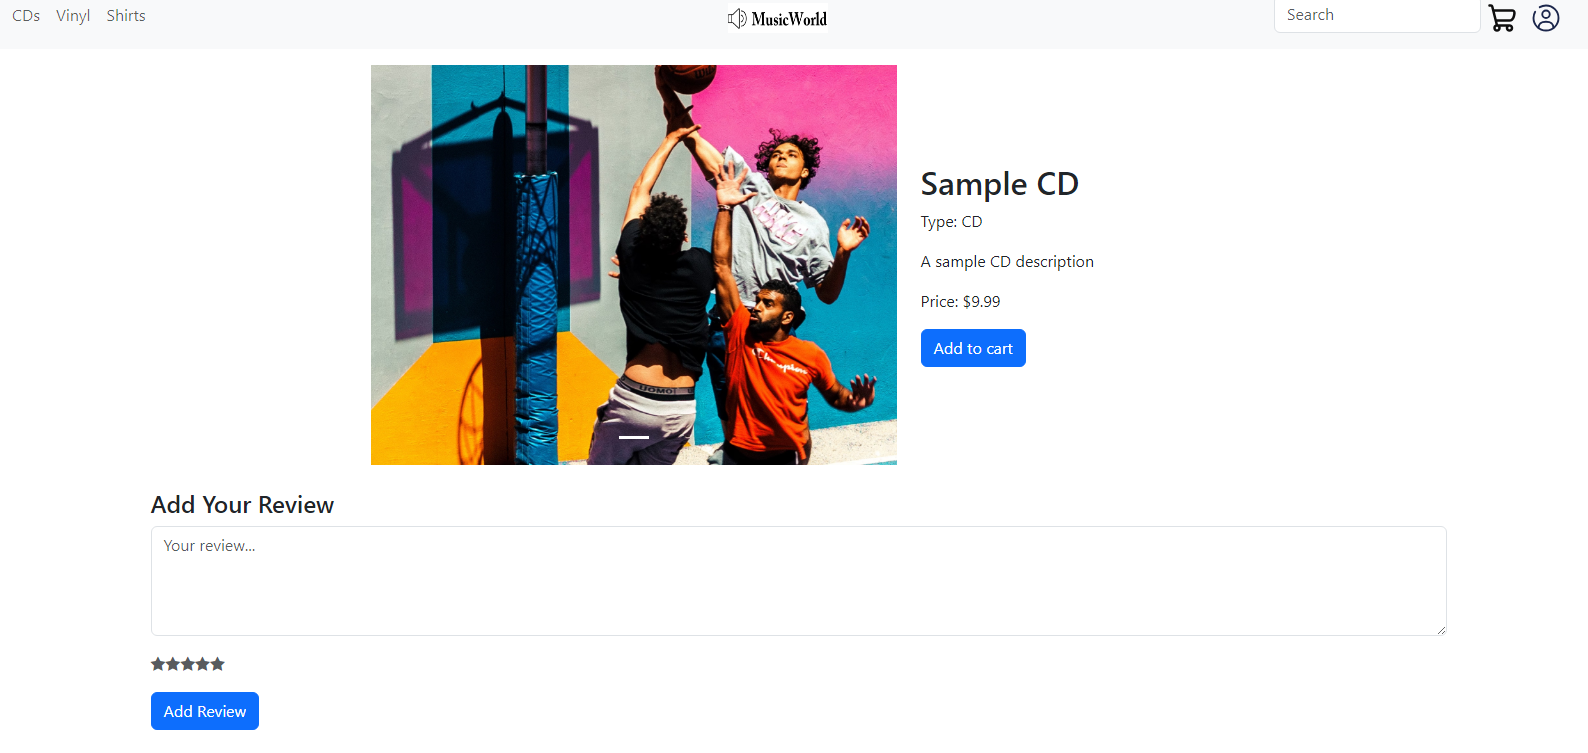 CDs Vinyl Shirts MusicWorld Search
Sample CD
Type: CD
A sample CD description
Price: $9.99
Add to cart
Champion
Add Your Review
Your review...
Add Review